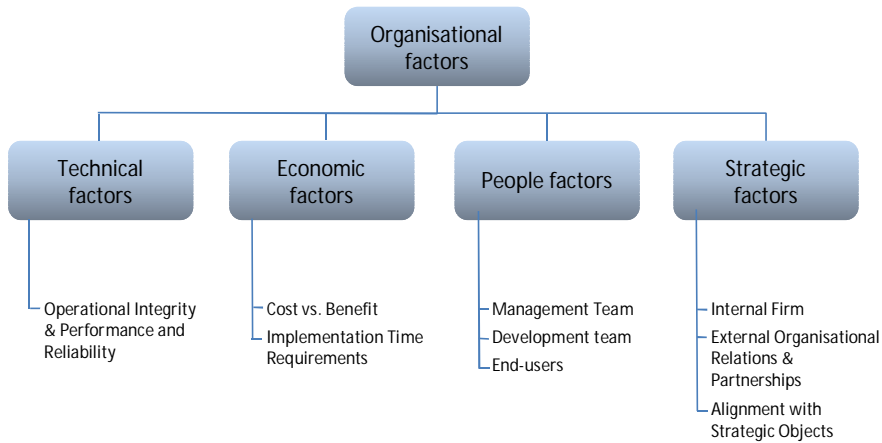 Organisational
factors
Technical
factors
Economic
factors
People factors
Strategic
factors
Operational Integrity
& Performance and
Reliability
Cost vs. Benefit
Implementation Time
Requirements
Management Team
Development team
End-users
Internal Firm
External Organisational
Relations &
Partnerships
Alignment with
Strategic Objects